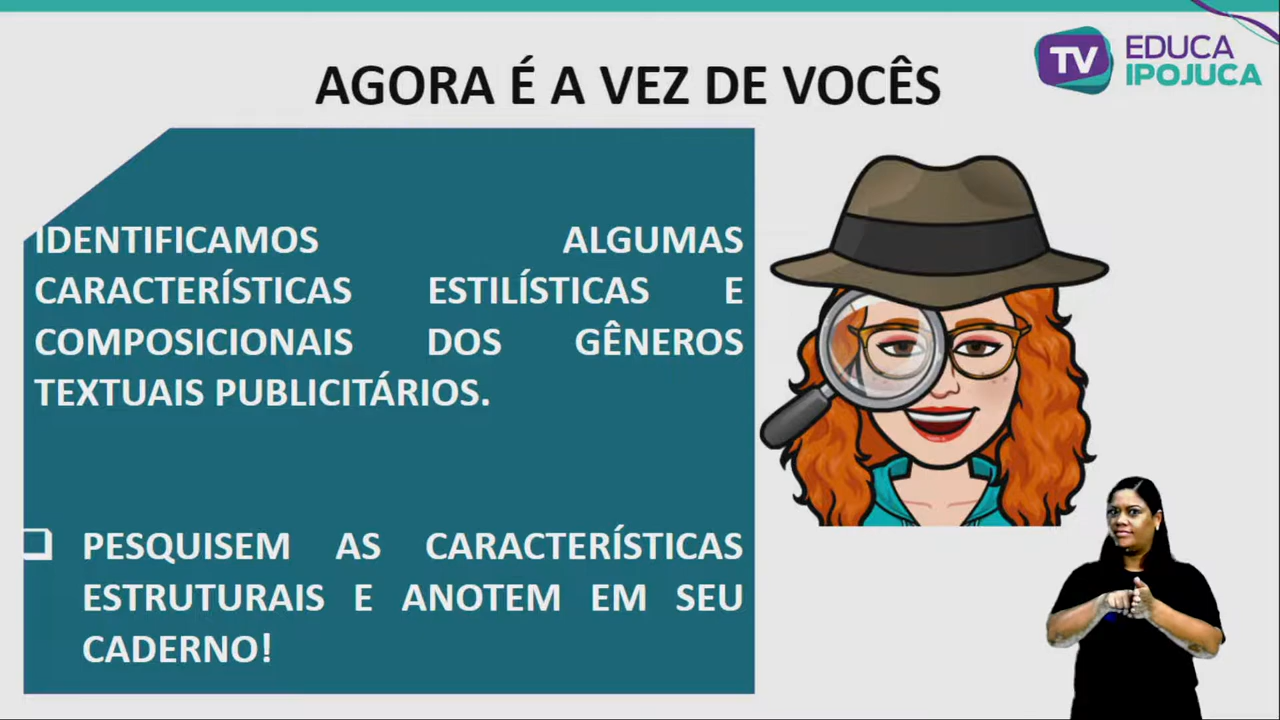 AGORA É A VEZ DE VOCÊS
TV EDUCA
IPOJUCA
IDENTIFICAMOS ALGUMAS
CARACTERÍSTICAS ESTILÍSTICAS E
COMPOSICIONAIS DOS GÊNEROS
TEXTUAIS PUBLICITÁRIOS.
PESQUISEM AS CARACTERÍSTICAS
ESTRUTURAIS E ANOTEM EM SEU
CADERNO!